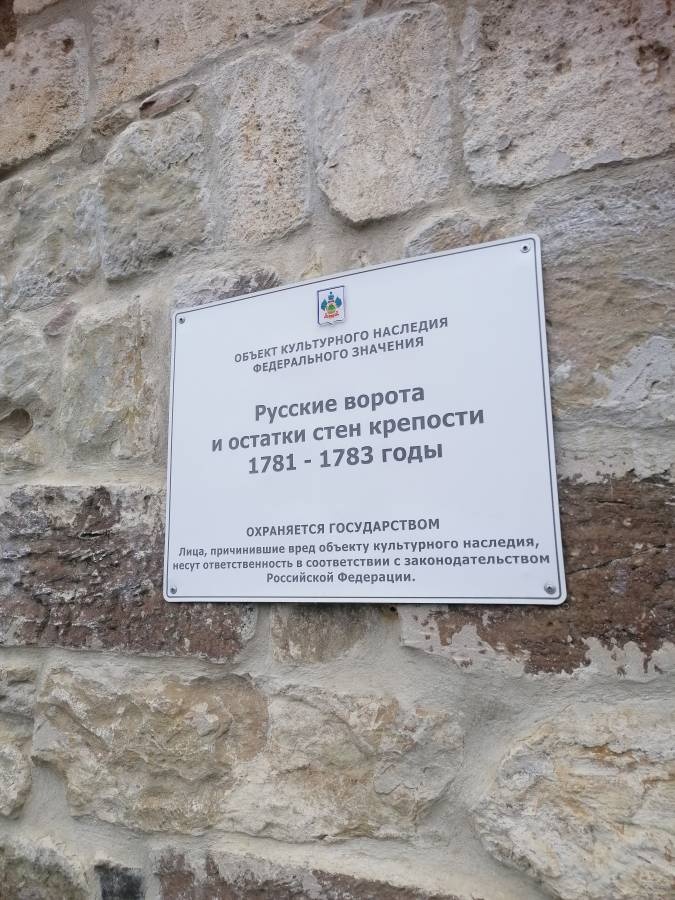 ОБЪЕКТ КУЛЬТУРНОГО НАСЛЕДИЯ
ФЕДЕРАЛЬНОГО ЗНАЧЕНИЯ
Русские ворота
и остатки стен крепости
1781 - 1783 годы
ОХРАНЯЕТСЯ ГОСУДАРСТВОМ
Лица, причинившие вред объекту культурного наследия,
несут ответственность в соответствии с законодательством
Российской Федерации.